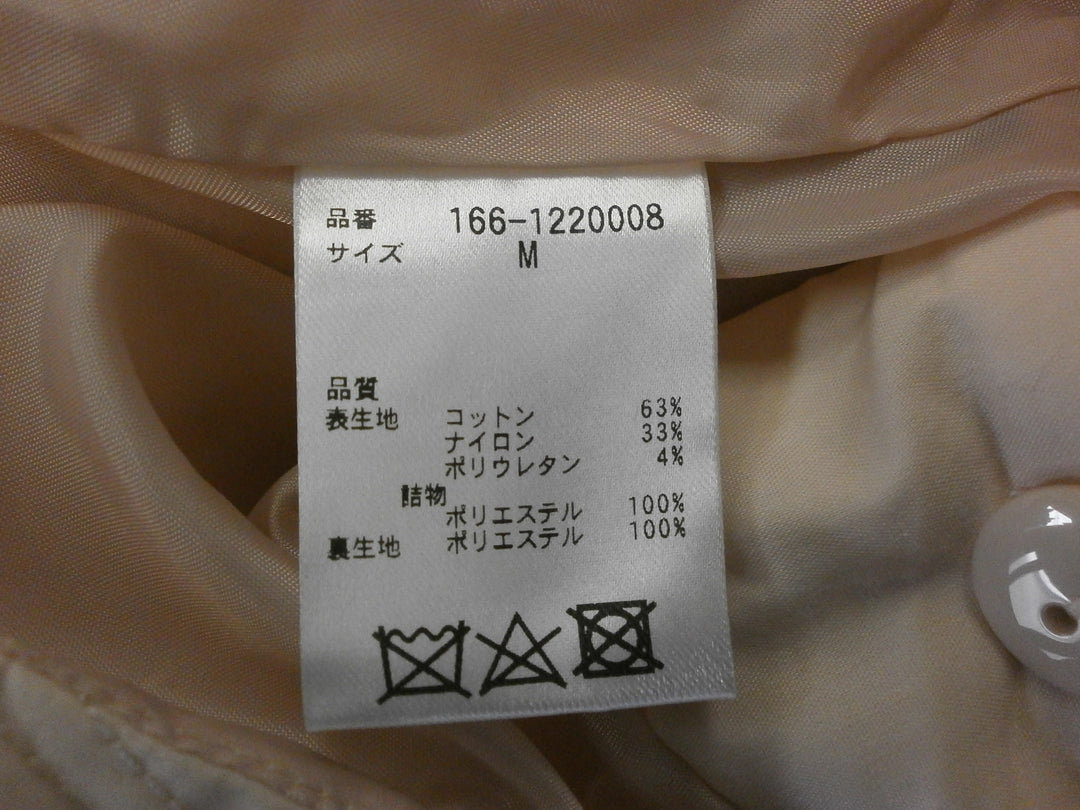 品番 166-1220008
サイズ M
品質
表生地 コットン 63%
ナイロン 33%
ポリウレタン 4%
詰物 ポリエステル 100%
裏生地 ポリエステル 100%